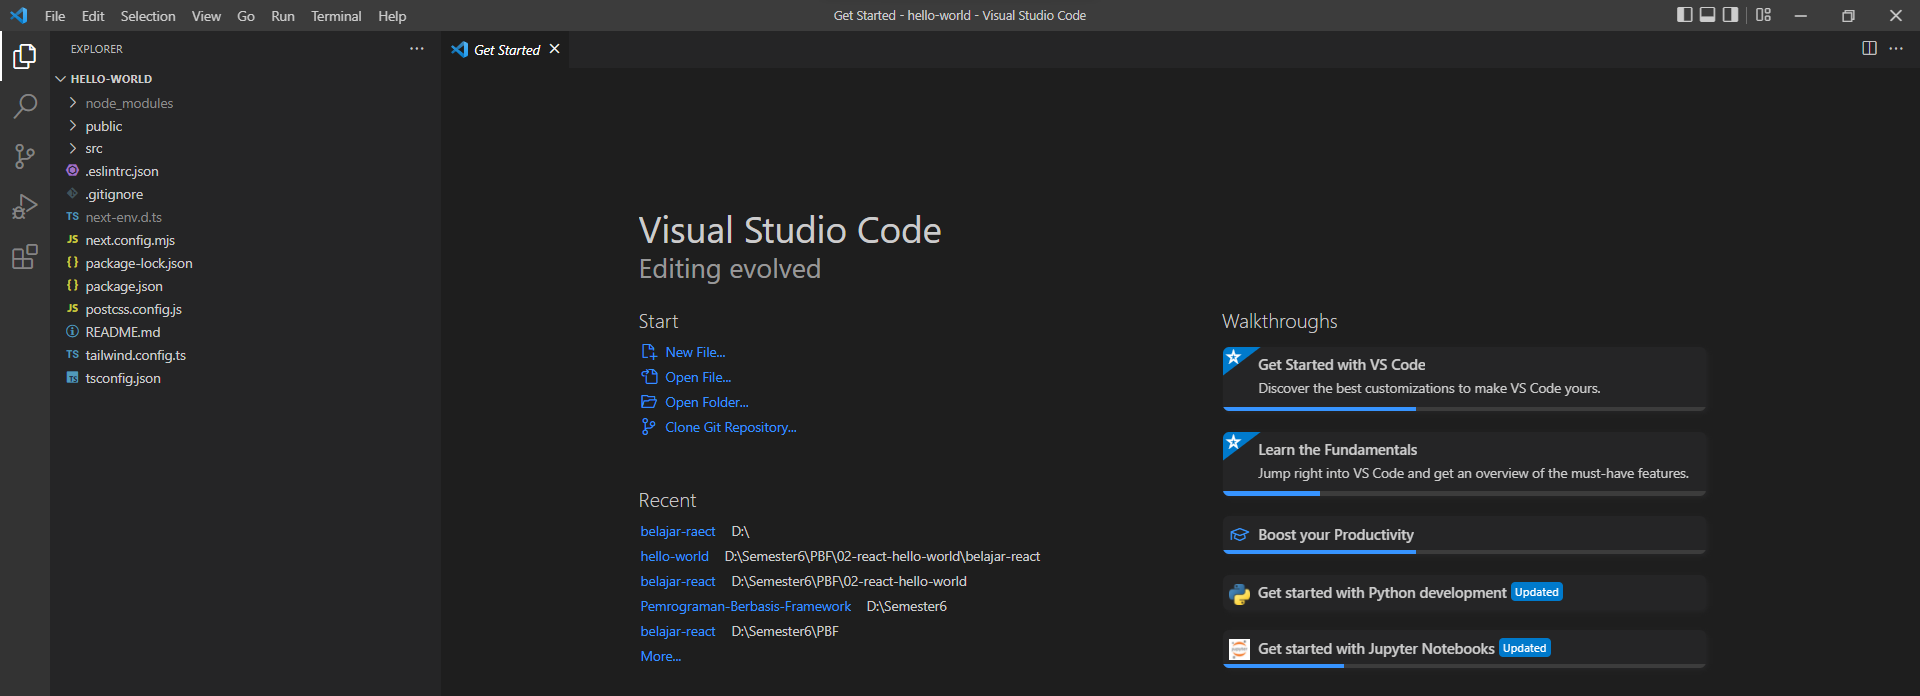 File Edit Selection View Go Run Terminal Help
Get Started - hello-world - Visual Studio Code
EXPLORER
HELLO-WORLD
node_modules
public
src
.eslintrc.json
.gitignore
TS next-env.d.ts
JS next.config.mjs
{} package-lock.json
{} package.json
JS postcss.config.js
README.md
TS tailwind.config.ts
TS tsconfig.json
Get Started
Visual Studio Code
Editing evolved
Start
New File...
Open File...
Open Folder...
Clone Git Repository...
Recent
belajar-raect D:\
hello-world D:\Semester6\PBF\02-react-hello-world\belajar-react
belajar-react D:\Semester6\PBF\02-react-hello-world
Pemrograman-Berbasis-Framework D:\Semester6
belajar-react D:\Semester6\PBF
More...
Walkthroughs
Get Started with VS Code
Discover the best customizations to make VS Code yours.
Learn the Fundamentals
Jump right into VS Code and get an overview of the must-have features.
Boost your Productivity
Get started with Python development Updated
Get started with Jupyter Notebooks Updated